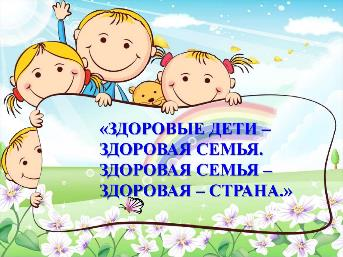 «ЗДОРОВЫЕ ДЕТИ –
ЗДОРОВАЯ СЕМЬЯ.
ЗДОРОВАЯ СЕМЬЯ –
ЗДОРОВАЯ – СТРАНА.»